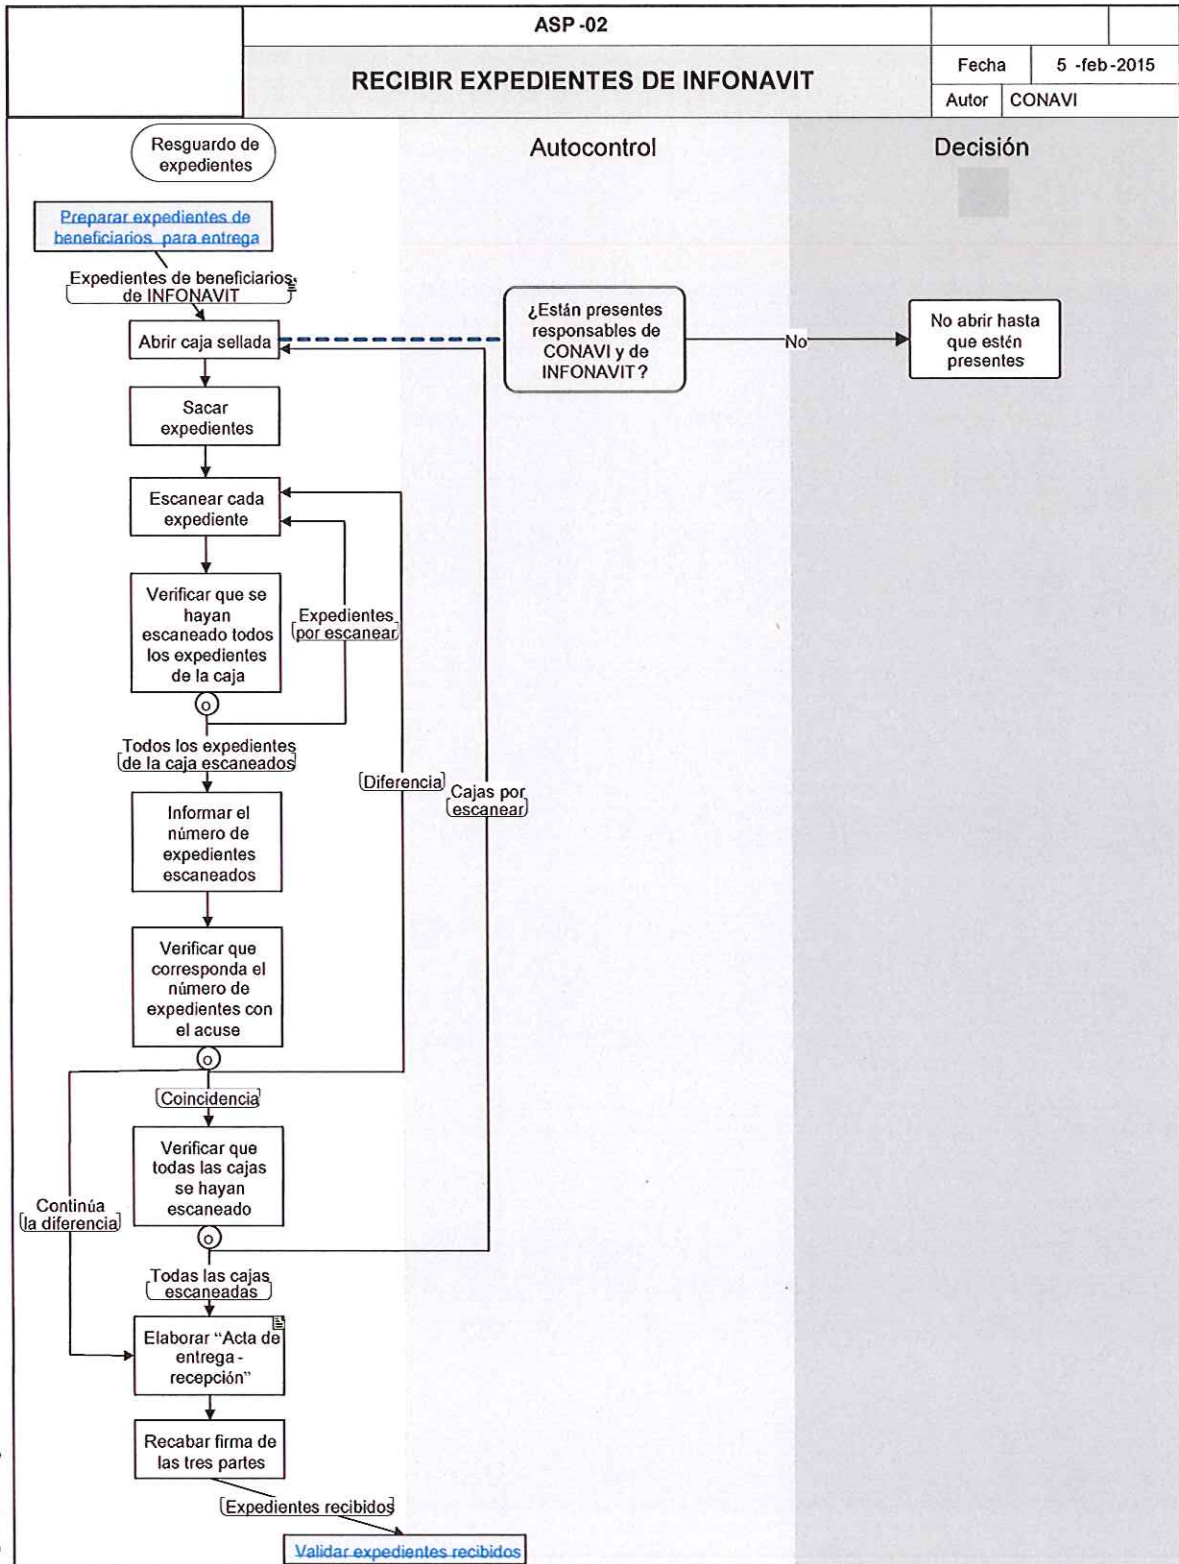 ASP -02
RECIBIR EXPEDIENTES DE INFONAVIT
Fecha
5 -feb-2015
Autor
CONAVI
Resguardo de
expedientes
Autocontrol
Decisión
Preparar expedientes de
beneficiarios para entrega
Expedientes de beneficiarios
de INFONAVIT
Abrir caja sellada
¿Están presentes
responsables de
CONAVI y de
INFONAVIT?
No
No abrir hasta
que estén
presentes
Sacar
expedientes
Escanear cada
expediente
Verificar que se
hayan
escaneado todos
los expedientes
de la caja
Expedientes
por escanear
o
Todos los expedientes
de la caja escaneados
Diferencia
Cajas por
escanear
Informar el
número de
expedientes
escaneados
Verificar que
corresponda el
número de
expedientes con
el acuse
o
Coincidencia
Verificar que
todas las cajas
se hayan
escaneado
Continúa
la diferencia
o
Todas las cajas
escaneadas
Elaborar “Acta de
entrega -
recepción”
Recabar firma de
las tres partes
Expedientes recibidos
Validar expedientes recibidos